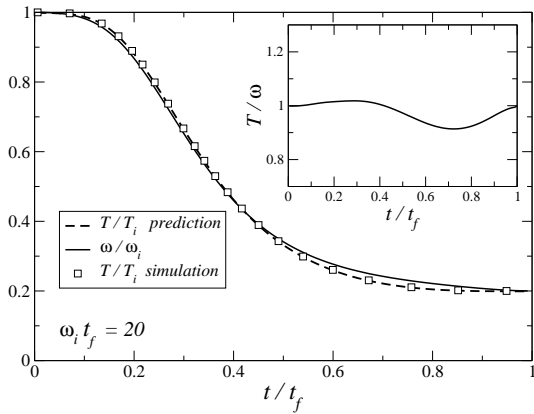 1
0.8
0.6
0.4
0.2
0
0 0.2 0.4 0.6 0.8 1
t / t_f
T / T_i prediction
ω / ω_i
T / T_i simulation
ω_i t_f = 20
1.2
1
0.8
T / ω
0 0.2 0.4 0.6 0.8 1
t / t_f